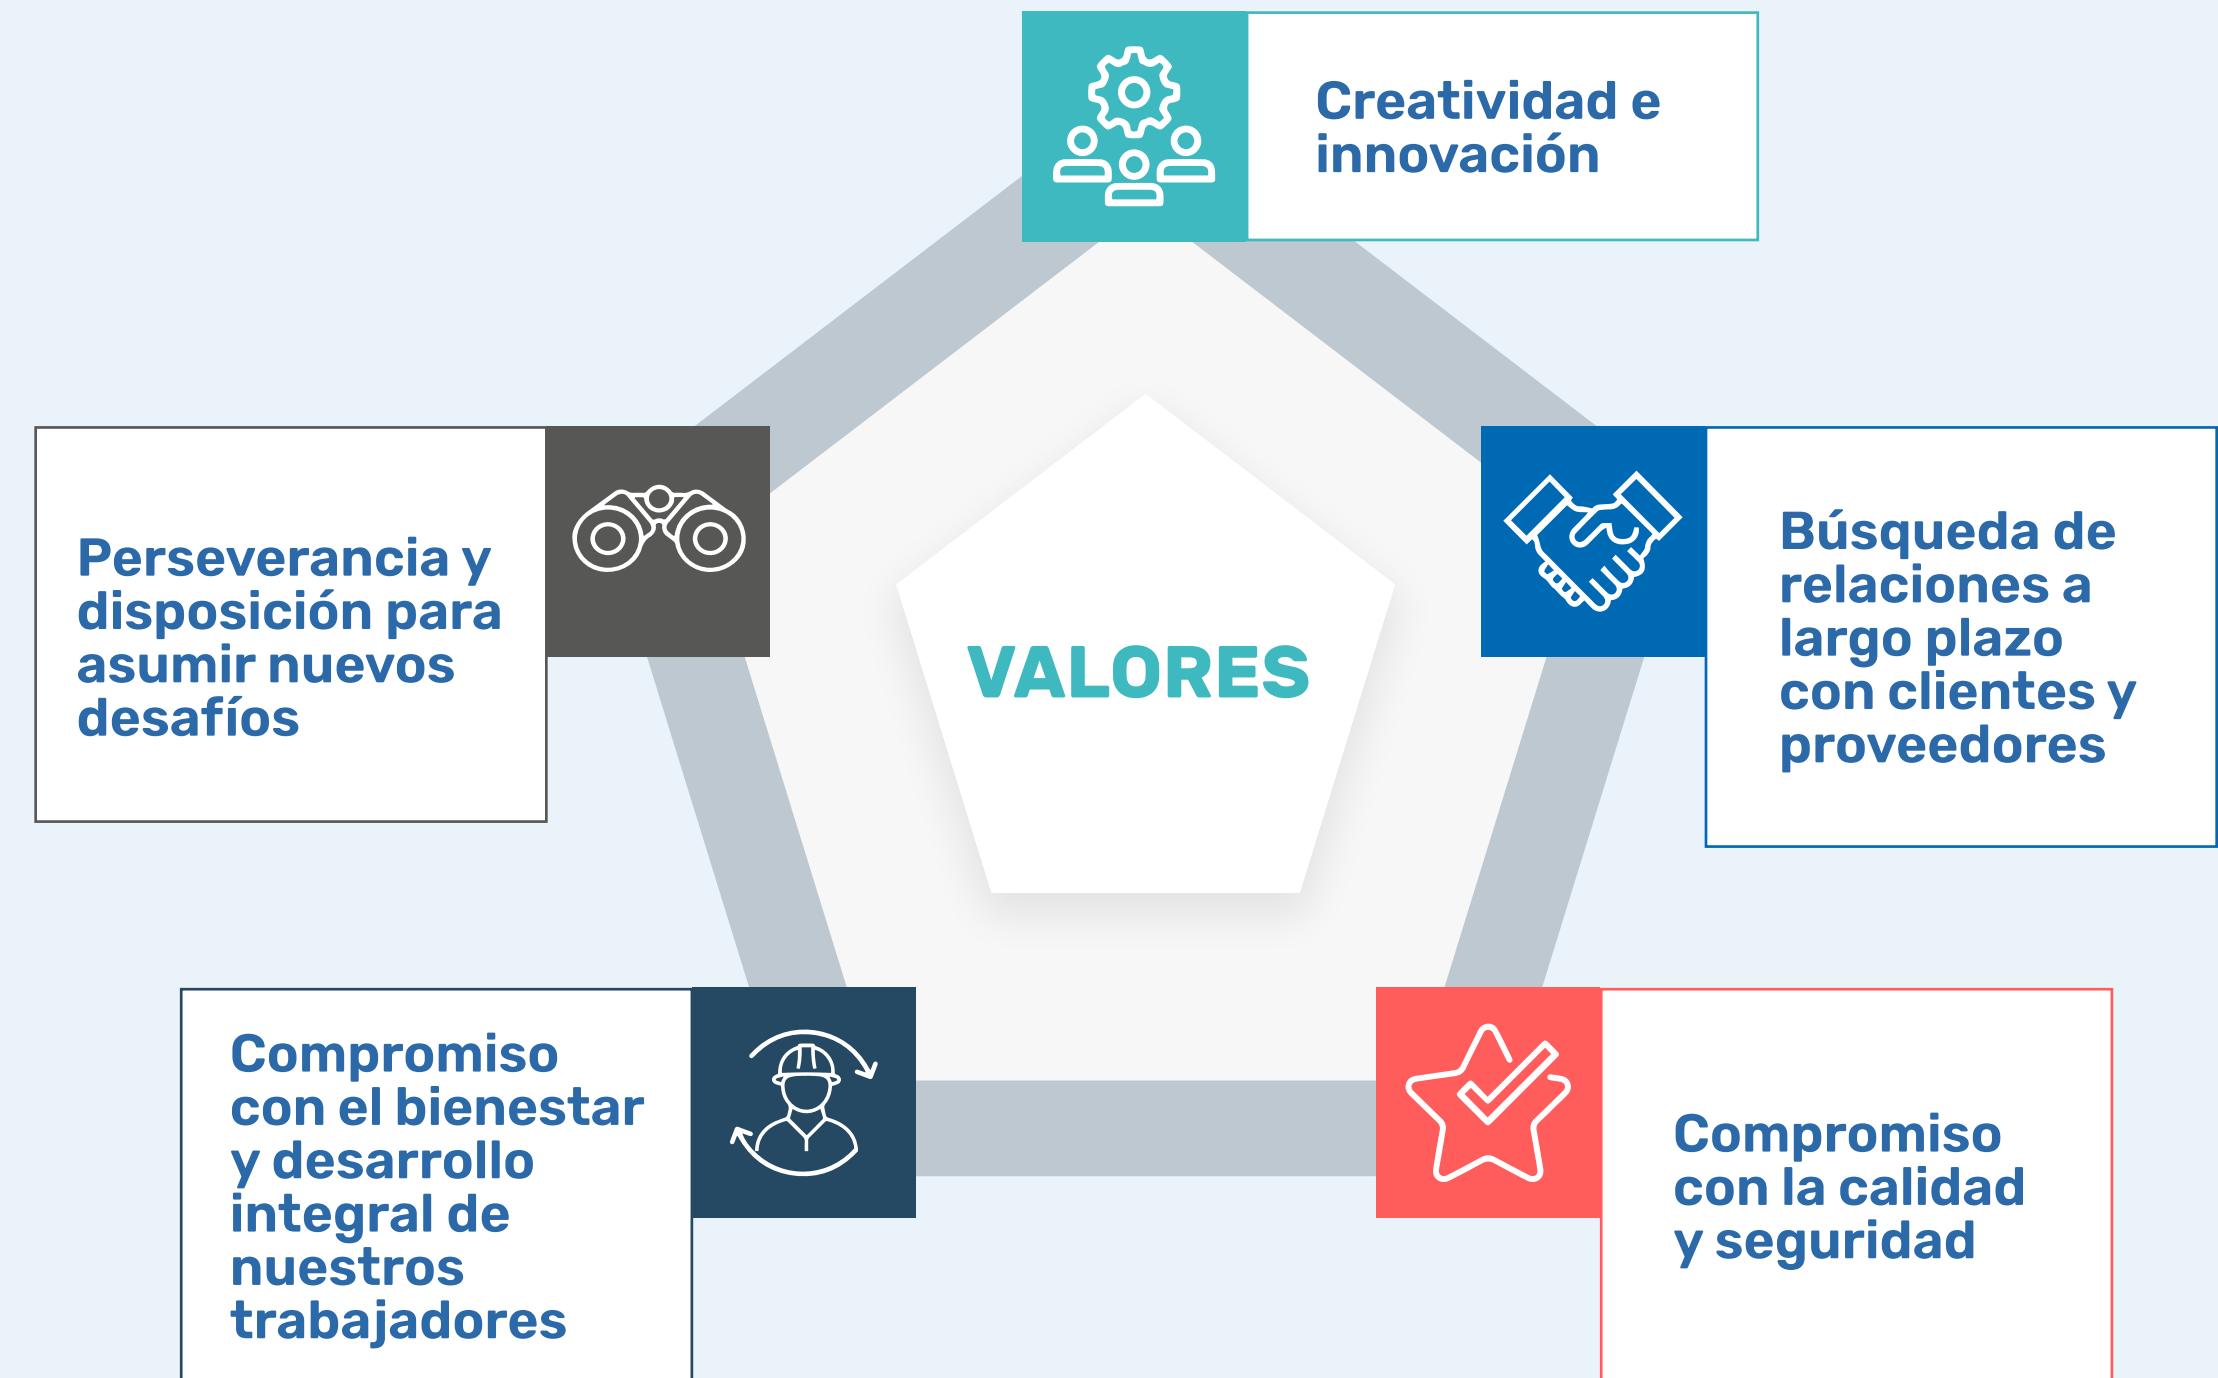 Creatividad e
innovación
Perseverancia y
disposición para
asumir nuevos
desafíos
VALORES
Búsqueda de
relaciones a
largo plazo
con clientes y
proveedores
Compromiso
con el bienestar
y desarrollo
integral de
nuestros
trabajadores
Compromiso
con la calidad
y seguridad